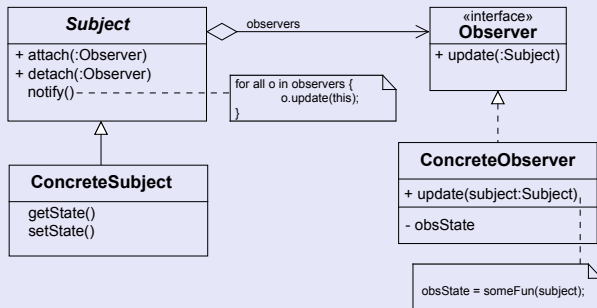 Subject
+ attach(:Observer)
+ detach(:Observer)
notify()
observers
«interface»
Observer
+ update(:Subject)
for all o in observers {
o.update(this);
}
ConcreteSubject
getState()
setState()
ConcreteObserver
+ update(subject:Subject)
- obsState
obsState = someFun(subject);